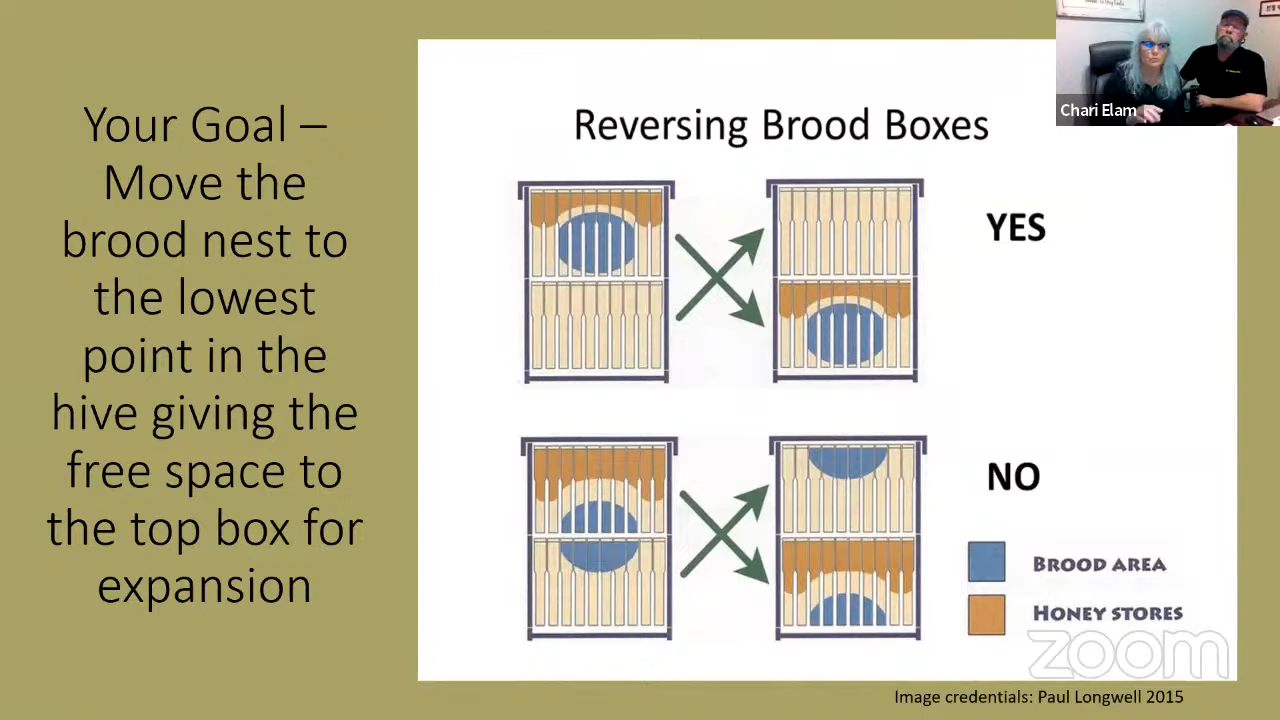 Your Goal –
Move the
brood nest to
the lowest
point in the
hive giving the
free space to
the top box for
expansion
Reversing Brood Boxes
YES
NO
Brood area
Honey stores
zoom
Image credentials: Paul Longwell 2015
Chari Elam